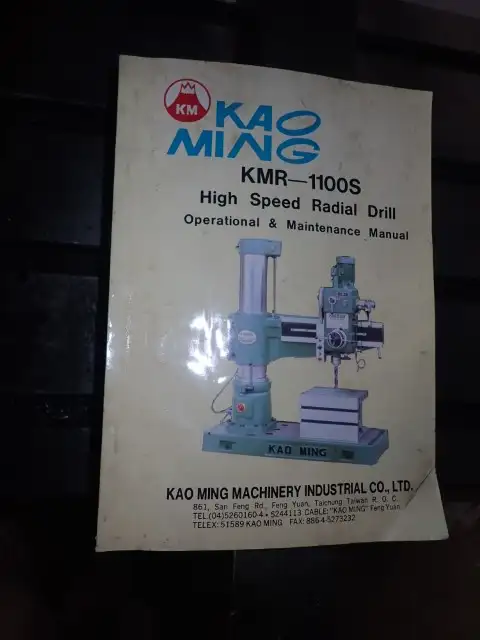 KM
KAO
MING
KMR—1100S
High Speed Radial Drill
Operational & Maintenance Manual
KAO MING
KAO MING MACHINERY INDUSTRIAL CO., LTD.
861, San Feng Rd., Feng Yuan, Taichung Taiwan R. O. C.
TEL:(04)5260160-4 • 5244113 CABLE: "KAO MING" Feng Yuan
TELEX: 51589 KAO MING FAX: 886-4-5273232